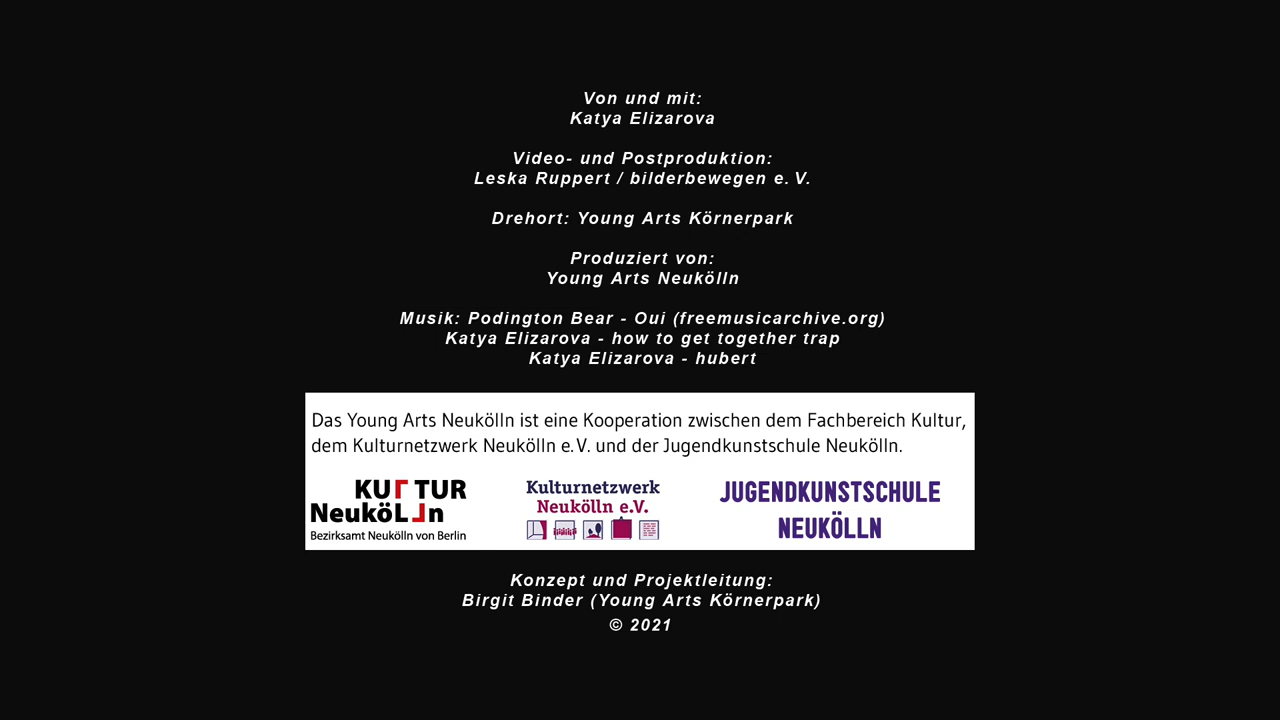 Von und mit:
Katya Elizarova
Video- und Postproduktion:
Leska Ruppert / bilderbewegen e. V.
Drehort: Young Arts Körnerpark
Produziert von:
Young Arts Neukölln
Musik: Podington Bear - Oui (freemusicarchive.org)
Katya Elizarova - how to get together trap
Katya Elizarova - hubert
Das Young Arts Neukölln ist eine Kooperation zwischen dem Fachbereich Kultur,
dem Kulturnetzwerk Neukölln e.V. und der Jugendkunstschule Neukölln.
KULTUR
Neukölln
Bezirksamt Neukölln von Berlin
Kulturnetzwerk
Neukölln e.V.
JUGENDKUNSTSCHULE
NEUKÖLLN
Konzept und Projektleitung:
Birgit Binder (Young Arts Körnerpark)
© 2021